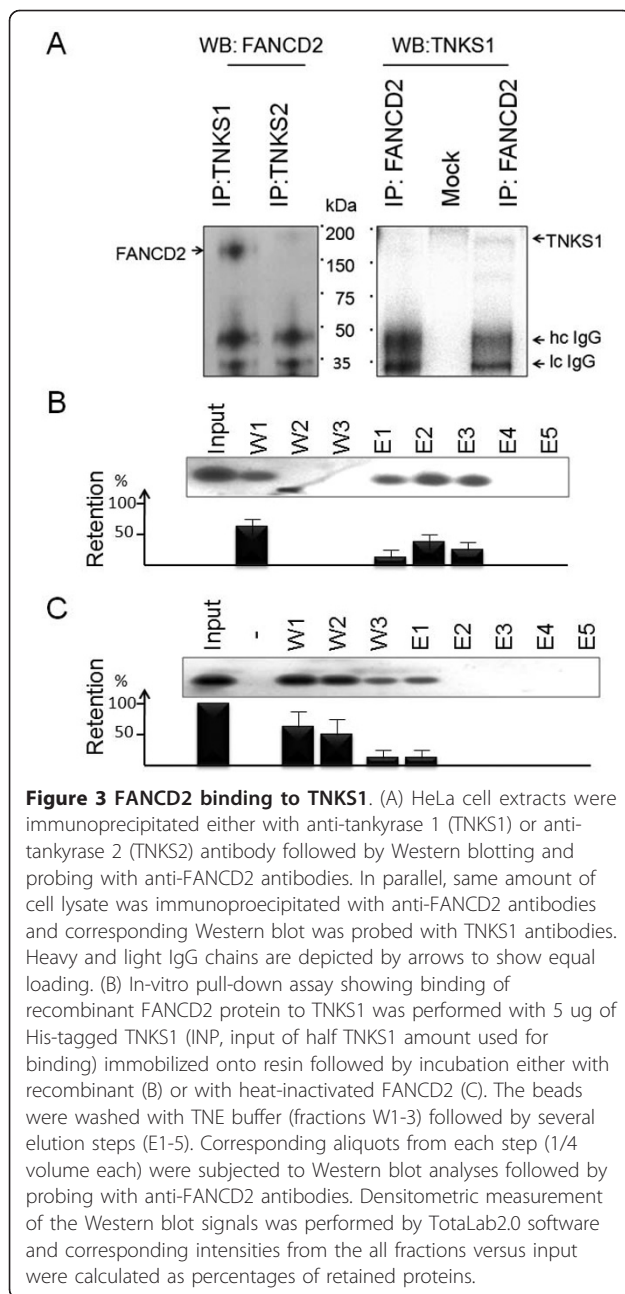 A
WB: FANCD2
WB:TNKS1
IP:TNKS1
IP:TNKS2
IP: FANCD2
Mock
IP: FANCD2
kDa
FANCD2
200
150
75
50
35
TNKS1
hc IgG
lc IgG
B
Input
W1
W2
W3
E1
E2
E3
E4
E5
Retention
%
100
50
C
Input
-
W1
W2
W3
E1
E2
E3
E4
E5
Retention
%
100
50
Figure 3 FANCD2 binding to TNKS1. (A) HeLa cell extracts were
immunoprecipitated either with anti-tankyrase 1 (TNKS1) or anti-
tankyrase 2 (TNKS2) antibody followed by Western blotting and
probing with anti-FANCD2 antibodies. In parallel, same amount of
cell lysate was immunoproecipitated with anti-FANCD2 antibodies
and corresponding Western blot was probed with TNKS1 antibodies.
Heavy and light IgG chains are depicted by arrows to show equal
loading. (B) In-vitro pull-down assay showing binding of
recombinant FANCD2 protein to TNKS1 was performed with 5 ug of
His-tagged TNKS1 (INP, input of half TNKS1 amount used for
binding) immobilized onto resin followed by incubation either with
recombinant (B) or with heat-inactivated FANCD2 (C). The beads
were washed with TNE buffer (fractions W1-3) followed by several
elution steps (E1-5). Corresponding aliquots from each step (1/4
volume each) were subjected to Western blot analyses followed by
probing with anti-FANCD2 antibodies. Densitometric measurement
of the Western blot signals was performed by TotaLab2.0 software
and corresponding intensities from the all fractions versus input
were calculated as percentages of retained proteins.